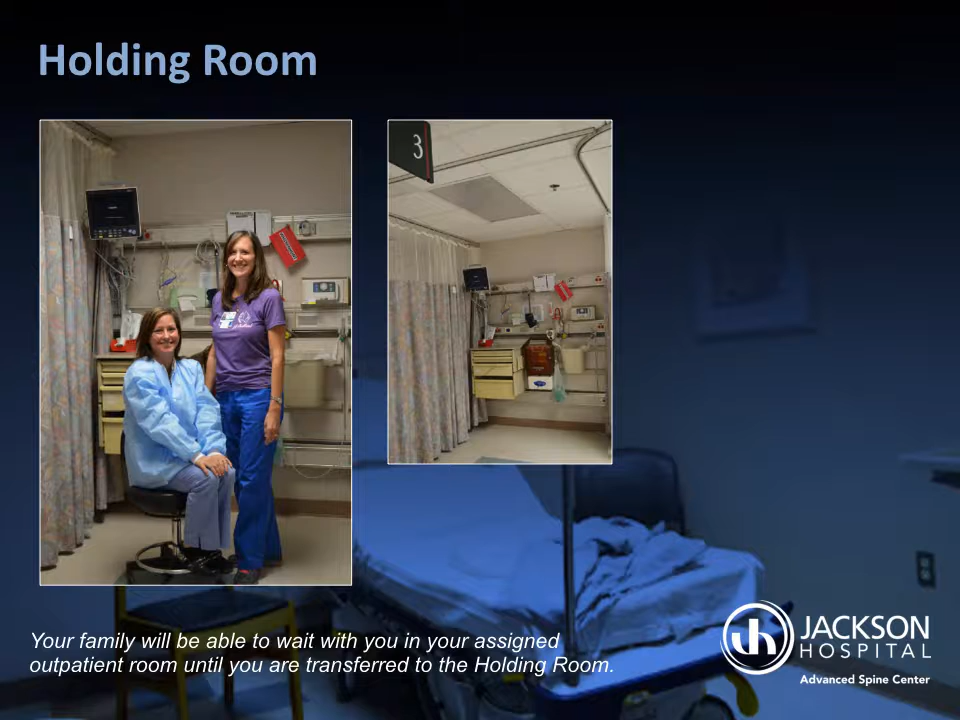 Holding Room
3
Your family will be able to wait with you in your assigned
outpatient room until you are transferred to the Holding Room.
JACKSON
HOSPITAL
Advanced Spine Center